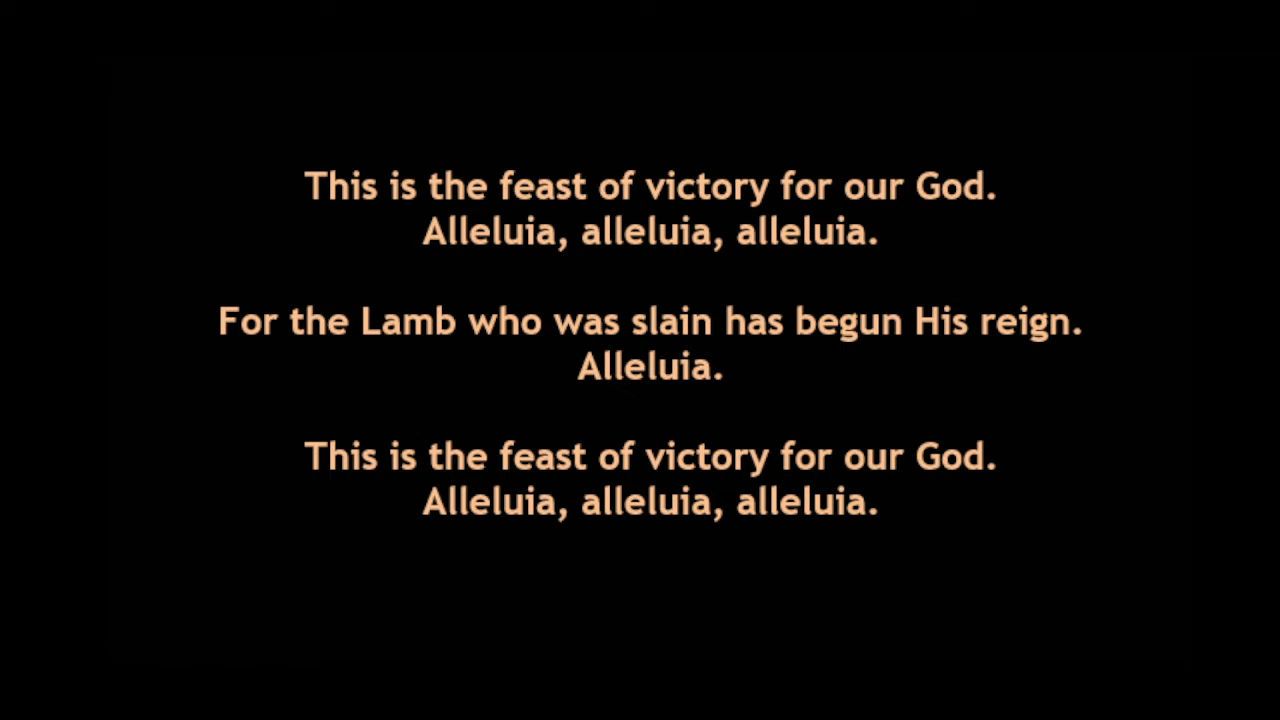 This is the feast of victory for our God.
Alleluia, alleluia, alleluia.
For the Lamb who was slain has begun His reign.
Alleluia.
This is the feast of victory for our God.
Alleluia, alleluia, alleluia.